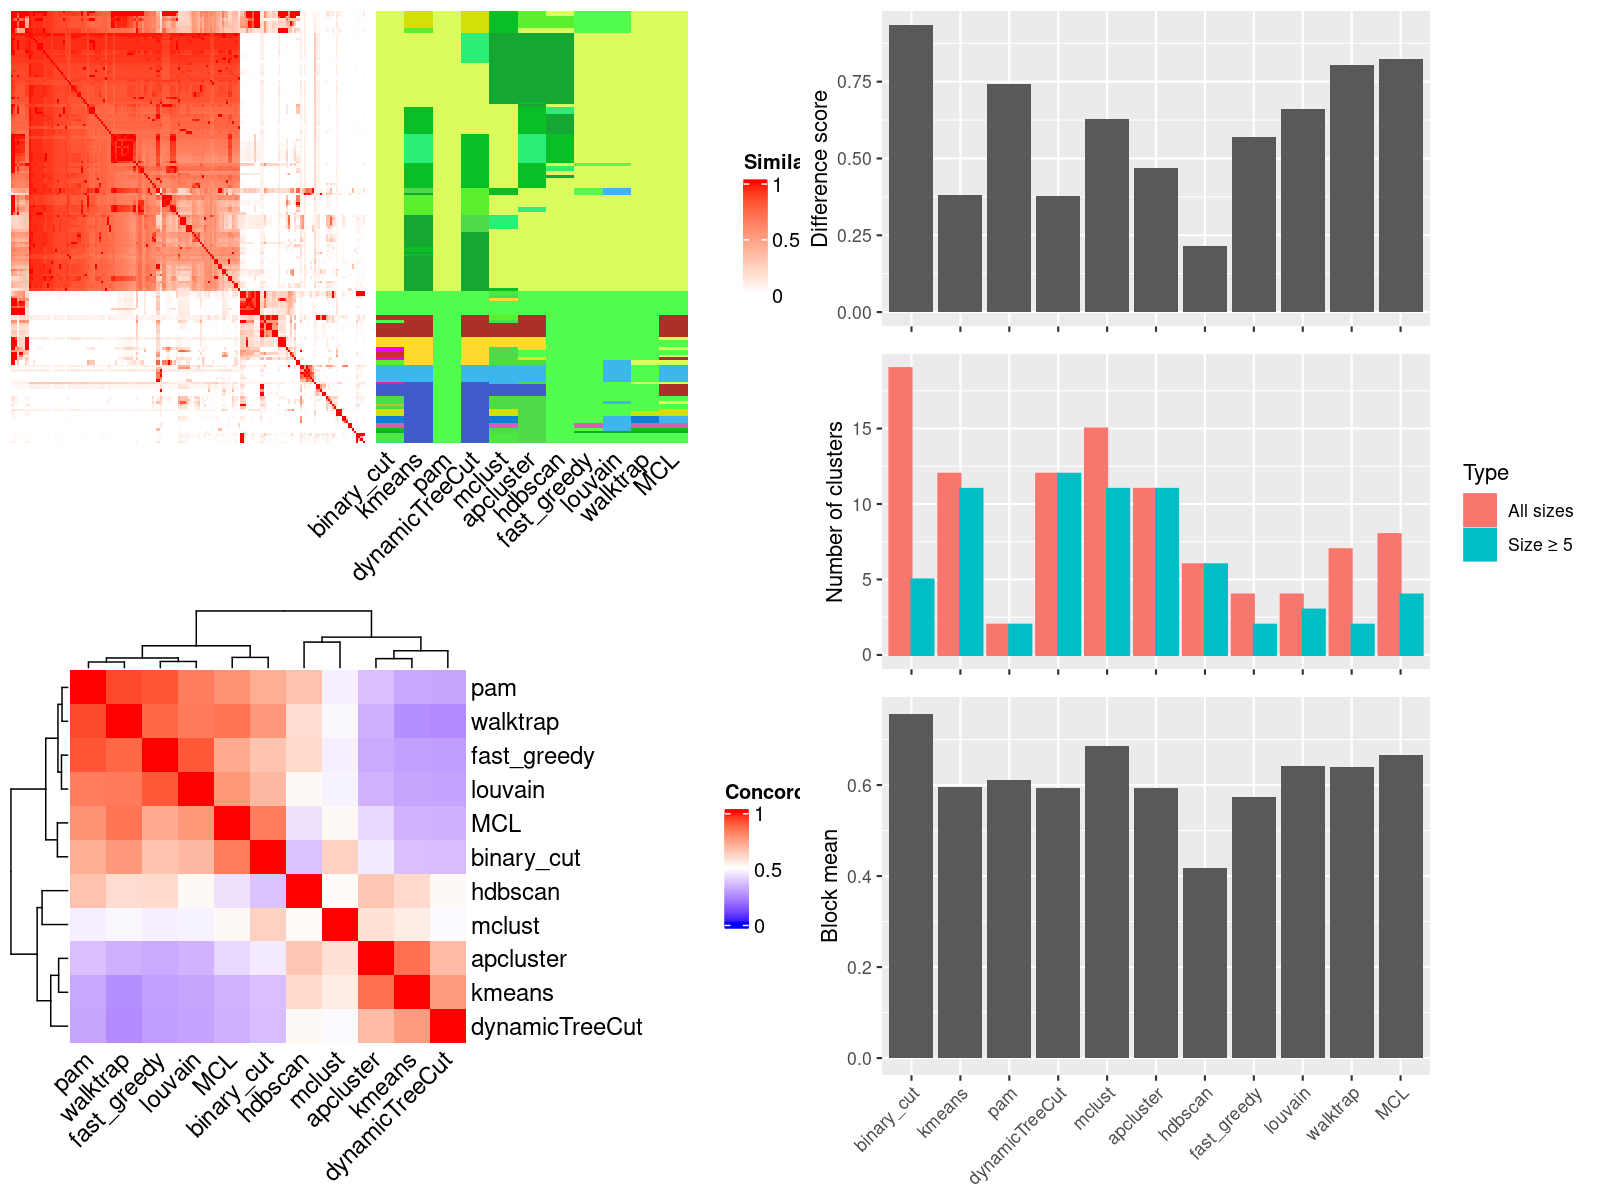 Simila
1
0.5
0
binary_cut
kmeans
pam
dynamicTreeCut
mclust
apcluster
hdbscan
fast_greedy
louvain
walktrap
MCL
pam
walktrap
fast_greedy
louvain
MCL
binary_cut
hdbscan
mclust
apcluster
kmeans
dynamicTreeCut
Concord
1
0.5
0
pam
walktrap
fast_greedy
louvain
MCL
binary_cut
hdbscan
mclust
apcluster
kmeans
dynamicTreeCut
Difference score
0.75
0.50
0.25
0.00
Number of clusters
15
10
5
0
Type
All sizes
Size ≥ 5
Block mean
0.6
0.4
0.2
0.0
binary_cut
kmeans
pam
dynamicTreeCut
mclust
apcluster
hdbscan
fast_greedy
louvain
walktrap
MCL